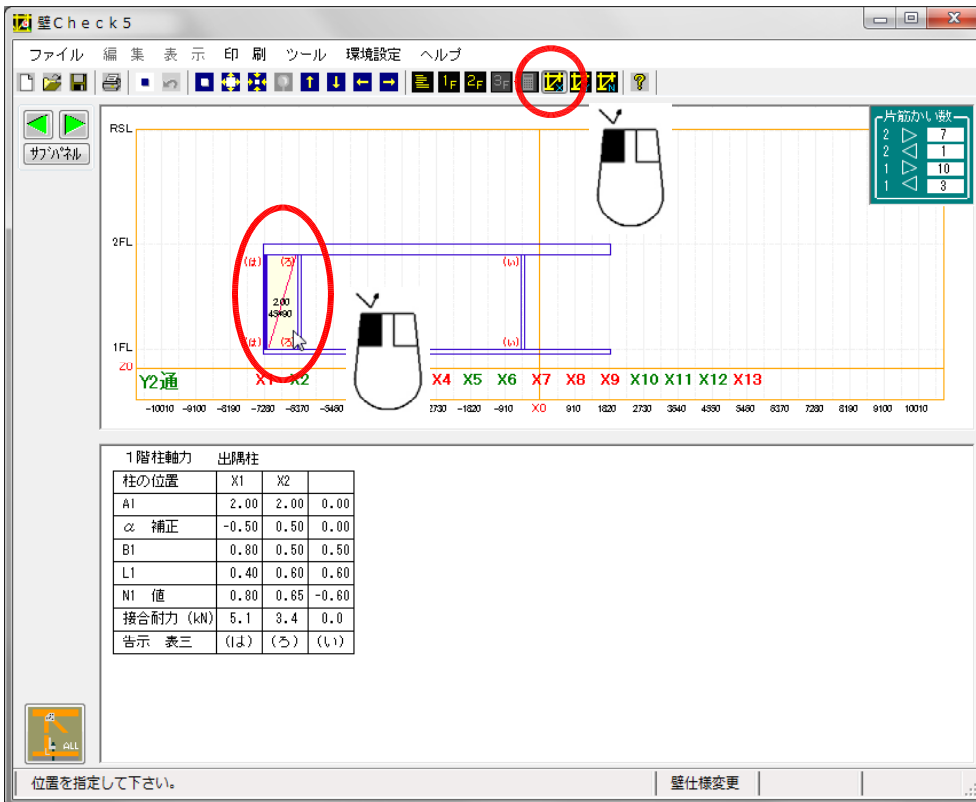 壁Check5
ファイル 編集 表示 印刷 ツール 環境設定 ヘルプ
1F 2F 3F N ?
サブパネル
片筋かい数
2 ▷ 7
2 ◁ 1
1 ▷ 10
1 ◁ 3
RSL
2FL
(は) (ろ) (い)
2.00
45*90
(は) (ろ) (い)
1FL
Z0
Y2通 X1 X2 X4 X5 X6 X7 X8 X9 X10 X11 X12 X13
-10010 -9100 -8190 -7280 -6370 -5460 2730 -1820 -910 X0 910 1820 2730 3640 4550 5460 6370 7280 8190 9100 10010
1階柱軸力 出隅柱
柱の位置 X1 X2
A1 2.00 2.00 0.00
α 補正 -0.50 0.50 0.00
B1 0.80 0.50 0.50
L1 0.40 0.60 0.60
N1 値 0.80 0.65 -0.60
接合耐力 (kN) 5.1 3.4 0.0
告示 表三 (は) (ろ) (い)
ALL
位置を指定して下さい。 壁仕様変更